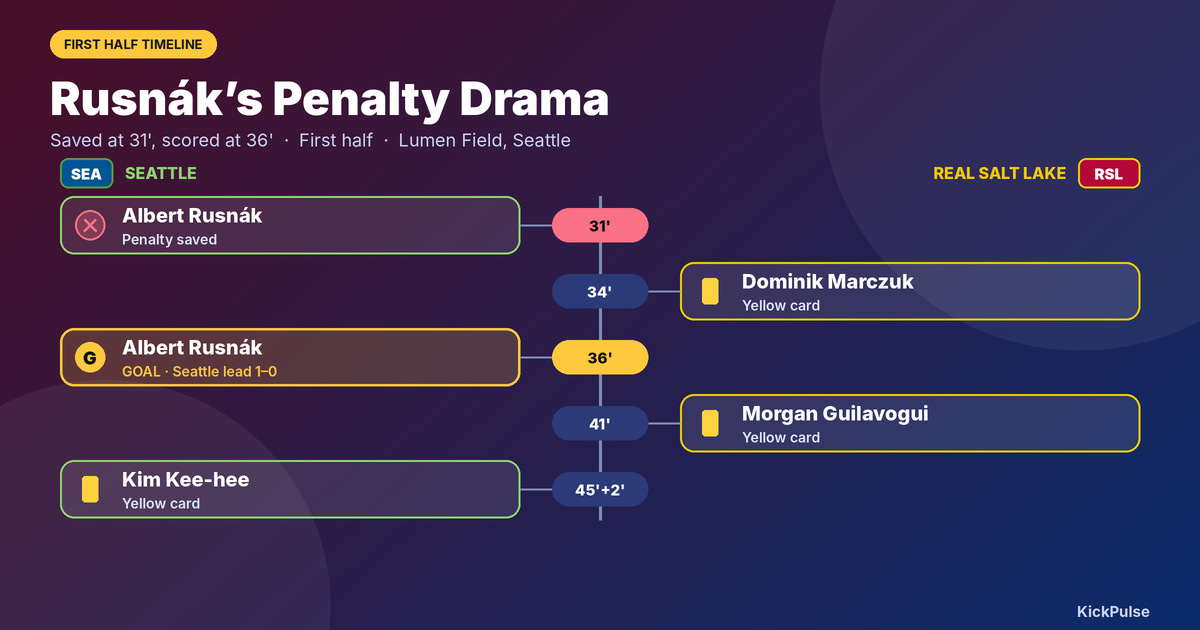 FIRST HALF TIMELINE
Rusnák’s Penalty Drama
Saved at 31', scored at 36' · First half · Lumen Field, Seattle
SEA SEATTLE
REAL SALT LAKE RSL
Albert Rusnák
Penalty saved
31'
34'
Dominik Marczuk
Yellow card
G
Albert Rusnák
GOAL · Seattle lead 1–0
36'
41'
Morgan Guilavogui
Yellow card
Kim Kee-hee
Yellow card
45'+2'
KickPulse